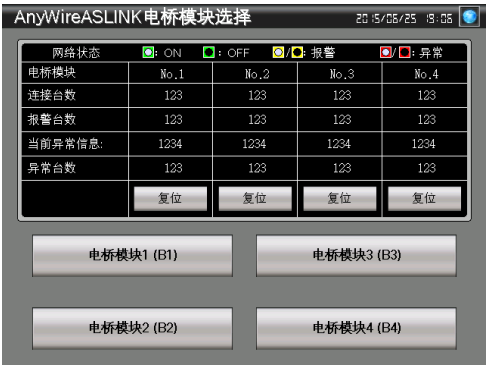 AnyWireASLINK电桥模块选择 2015/06/25 19:06
网络状态 : ON : OFF /: 报警 /: 异常
电桥模块 No.1 No.2 No.3 No.4
连接台数 123 123 123 123
报警台数 123 123 123 123
当前异常信息: 1234 1234 1234 1234
异常台数 123 123 123 123
复位 复位 复位 复位
电桥模块1 (B1) 电桥模块3 (B3)
电桥模块2 (B2) 电桥模块4 (B4)